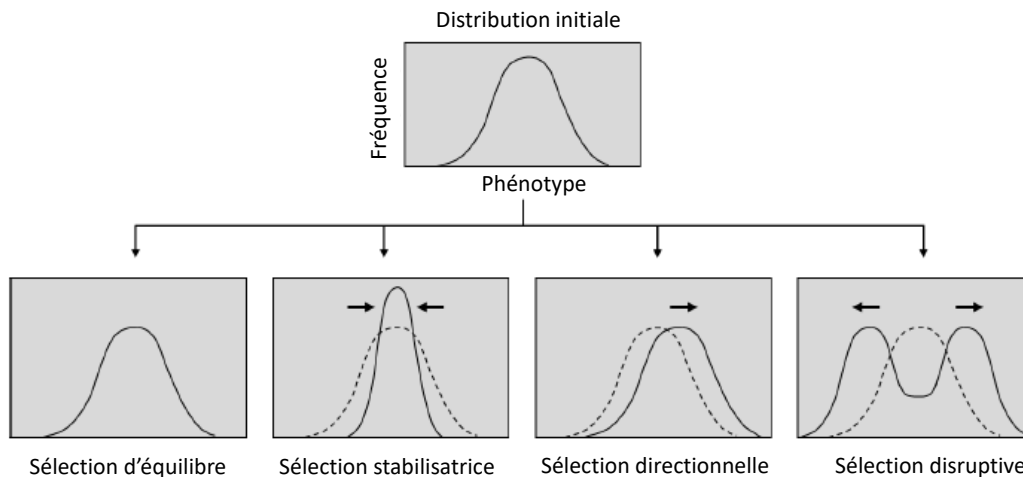 Distribution initiale
Fréquence
Phénotype
Sélection d’équilibre
Sélection stabilisatrice
Sélection directionnelle
Sélection disruptive